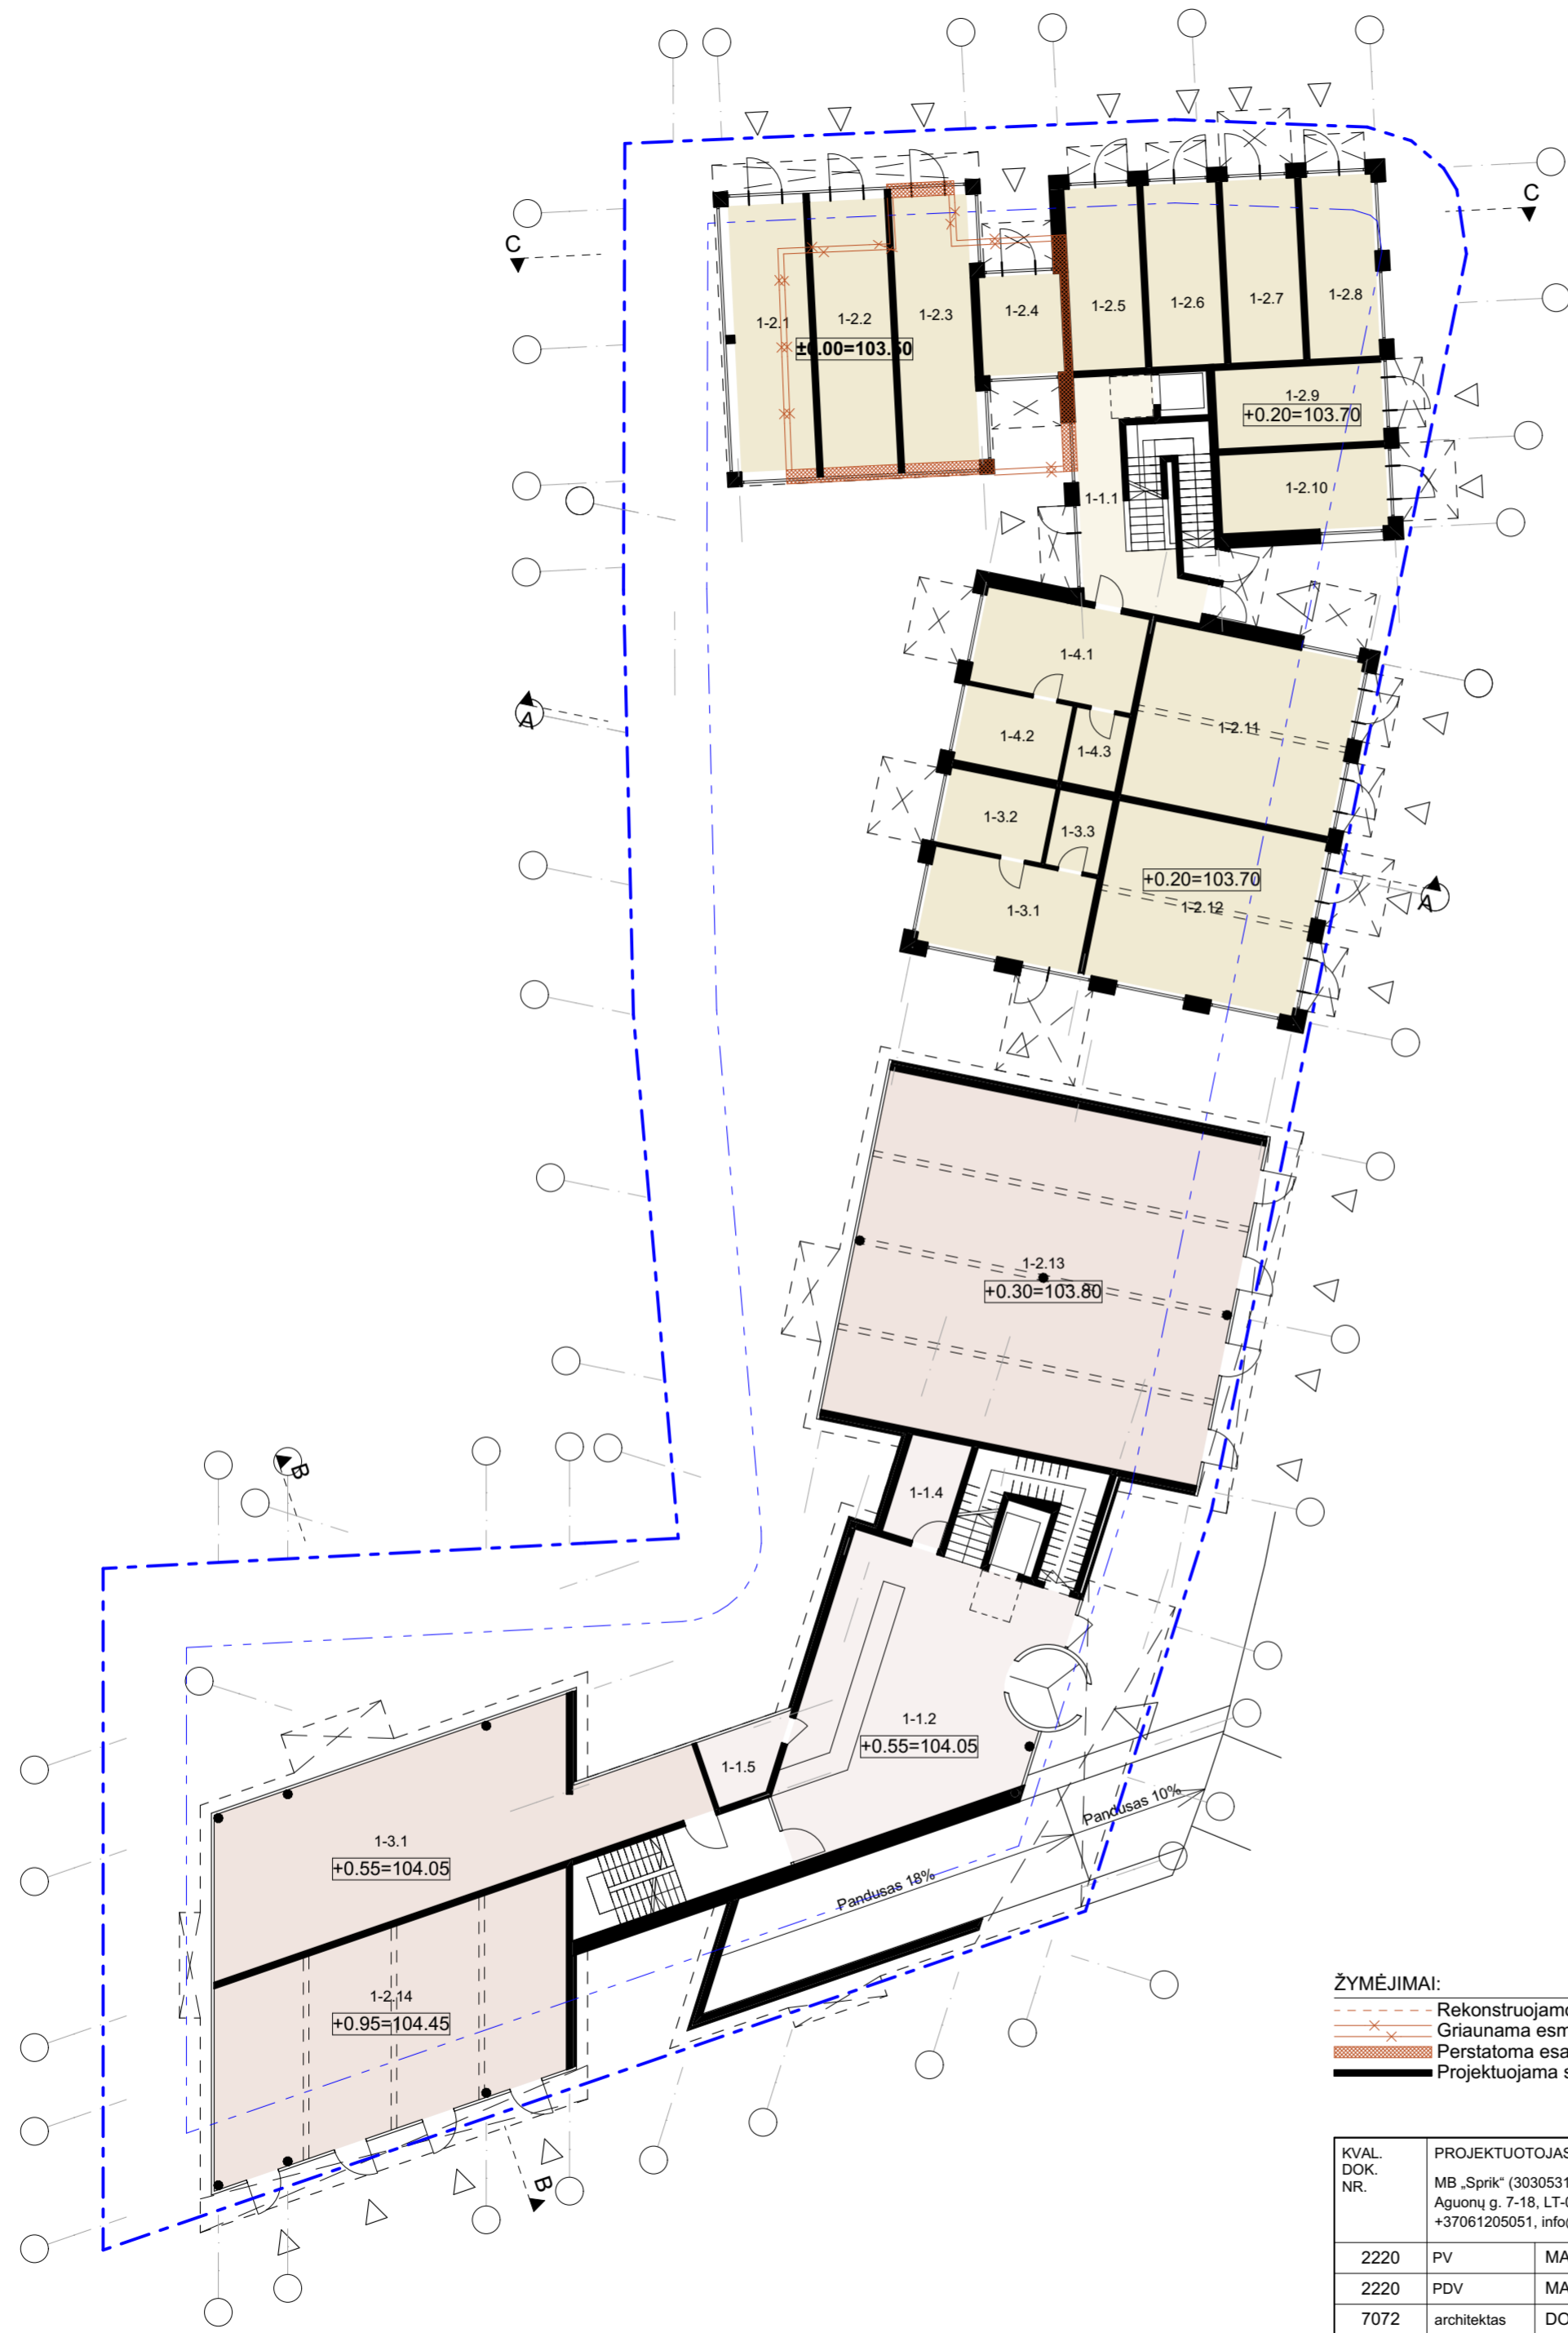 C
C
1-2.1
1-2.2
1-2.3
1-2.4
1-2.5
1-2.6
1-2.7
1-2.8
±0.00=103.50
1-2.9
+0.20=103.70
1-2.10
1-1.1
1-4.1
1-4.2
1-4.3
1-2.11
A
1-3.2
1-3.3
+0.20=103.70
1-2.12
1-3.1
A
1-2.13
+0.30=103.80
B
1-1.4
1-1.2
+0.55=104.05
1-1.5
Pandusas 10%
1-3.1
+0.55=104.05
Pandusas 18%
1-2.14
+0.95=104.45
B
ŽYMĖJIMAI:
Rekonstruojamo
Griaunama esm
Perstatoma esa
Projektuojama s
KVAL.
DOK.
NR.
PROJEKTUOTOJAS
MB „Sprik“ (3030531
Aguonų g. 7-18, LT-0
+37061205051, info@
2220 PV MA
2220 PDV MA
7072 architektas DO